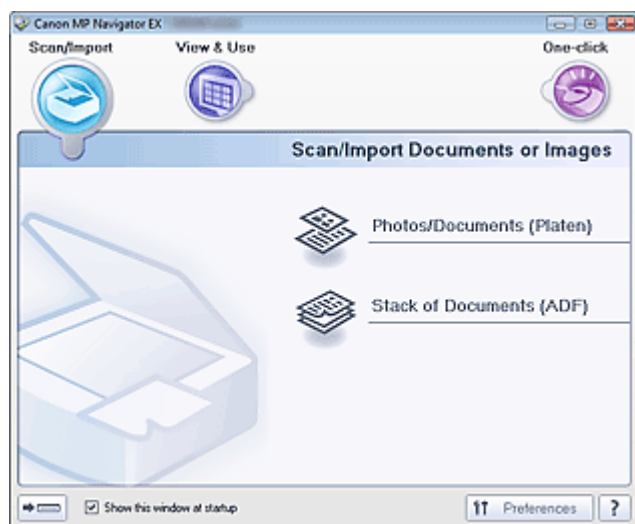 Canon MP Navigator EX
Scan/Import
View & Use
One-click
Scan/Import Documents or Images
Photos/Documents (Platen)
Stack of Documents (ADF)
Show this window at startup
Preferences
?